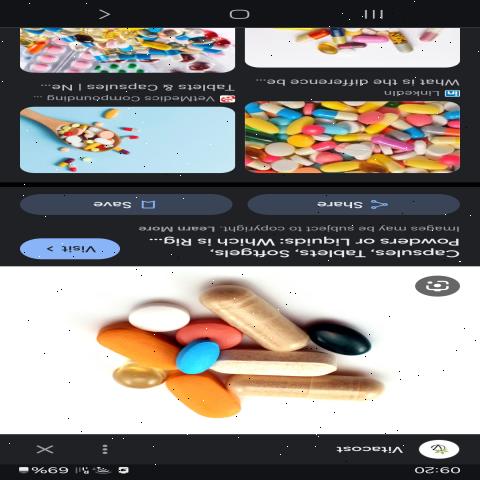 09:20 69%
Vitacost
Capsules, Tablets, Softgels,
Powders or Liquids: Which is Rig...
Visit >
Images may be subject to copyright. Learn More
Share
Save
LinkedIn
What is the difference be...
VetMedics Compounding ...
Tablets & Capsules | Ne...